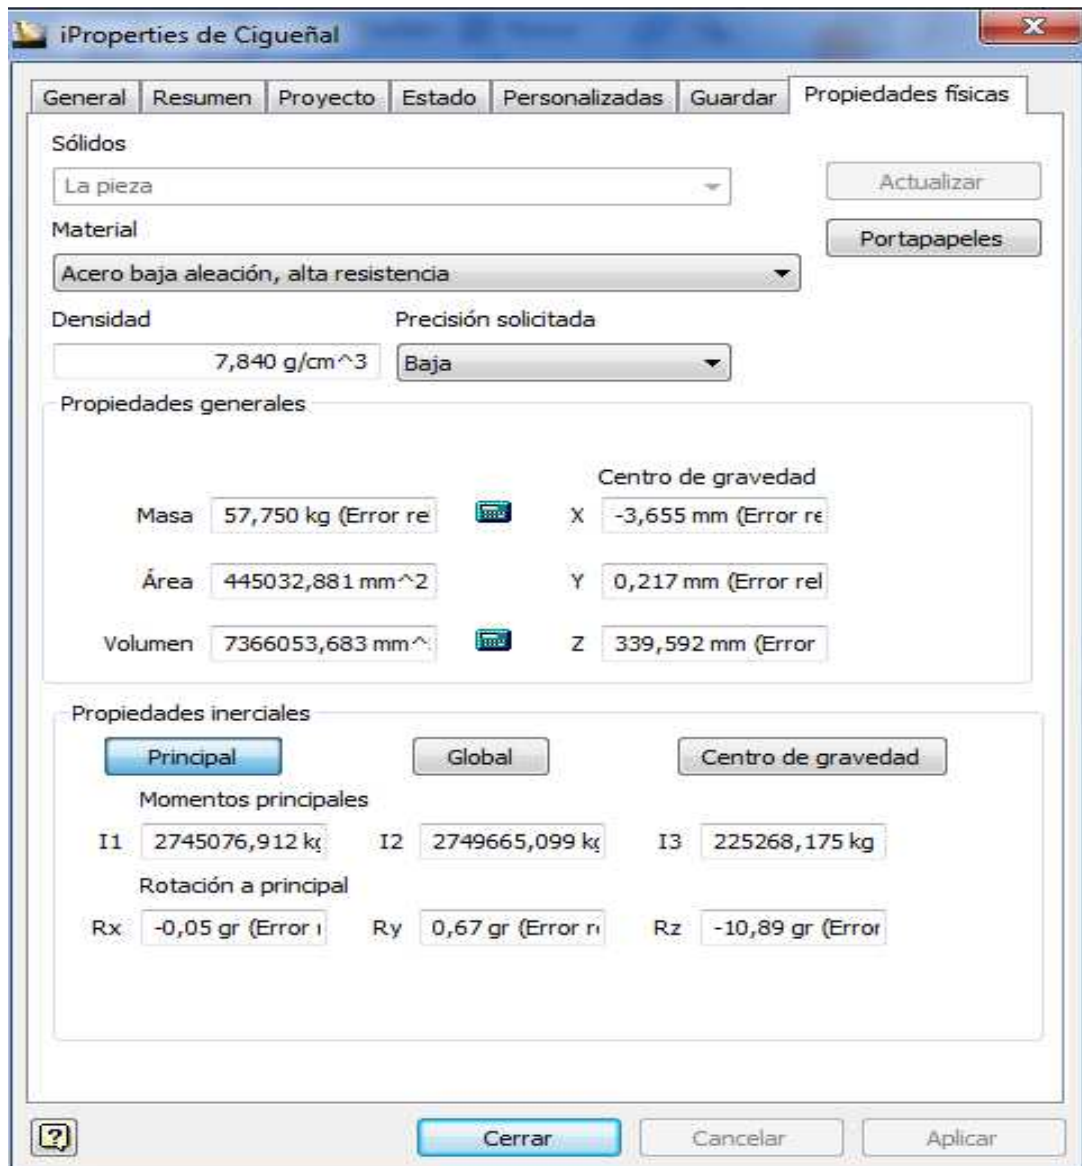 iProperties de Cigueñal
General Resumen Proyecto Estado Personalizadas Guardar Propiedades físicas
Sólidos
La pieza
Actualizar
Material
Portapapeles
Acero baja aleación, alta resistencia
Densidad Precisión solicitada
7,840 g/cm^3 Baja
Propiedades generales
Centro de gravedad
Masa 57,750 kg (Error re X -3,655 mm (Error re
Área 445032,881 mm^2 Y 0,217 mm (Error rel
Volumen 7366053,683 mm^ Z 339,592 mm (Error
Propiedades inerciales
Principal Global Centro de gravedad
Momentos principales
I1 2745076,912 kg I2 2749665,099 kg I3 225268,175 kg
Rotación a principal
Rx -0,05 gr (Error r Ry 0,67 gr (Error r Rz -10,89 gr (Error
Cerrar Cancelar Aplicar